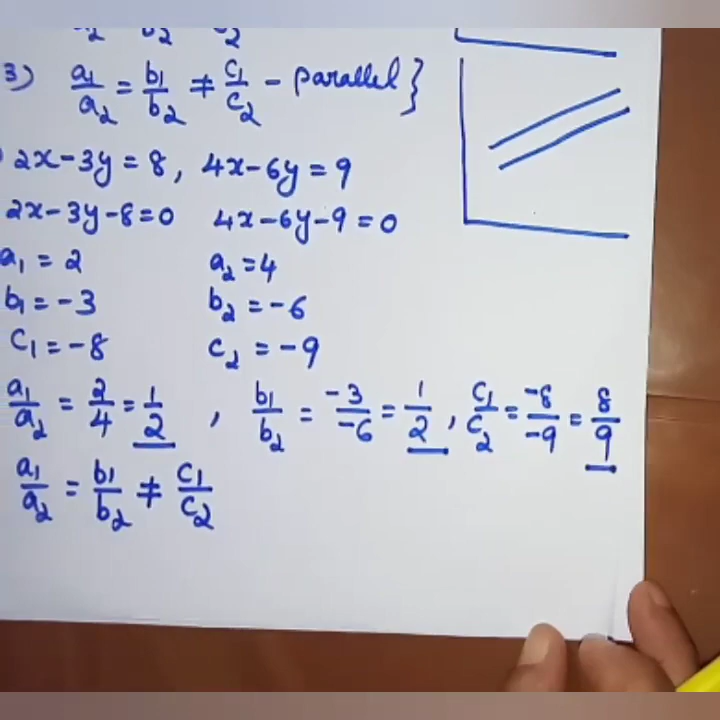 a2 b2 c2
3) a1/a2 = b1/b2 ≠ c1/c2 - parallel }
) 2x-3y=8, 4x-6y=9
2x-3y-8=0 4x-6y-9=0
a1 = 2 a2 =4
b1 = -3 b2 =-6
c1 = -8 c2 = -9
a1/a2 = 2/4 = 1/2 , b1/b2 = -3/-6 = 1/2 , c1/c2 = -8/-9 = 8/9
a1/a2 = b1/b2 ≠ c1/c2